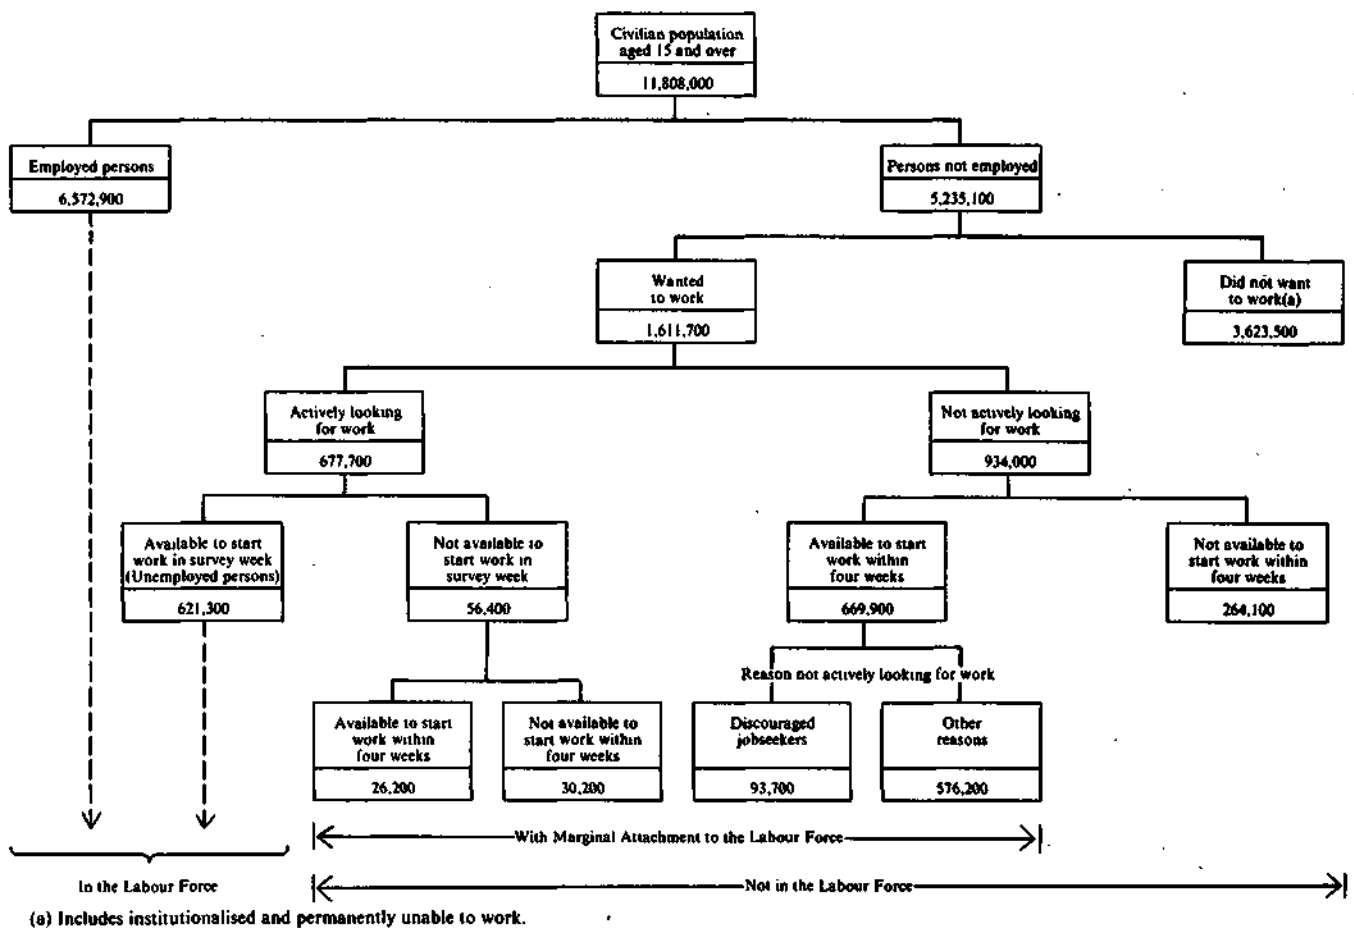 Civilian population
aged 15 and over
11,808,000
Employed persons
6,572,900
Persons not employed
5,235,100
Wanted
to work
1,611,700
Did not want
to work(a)
3,623,500
Actively looking
for work
677,700
Not actively looking
for work
934,000
Available to start
work in survey week
(Unemployed persons)
621,300
Not available to
start work in
survey week
56,400
Available to start
work within
four weeks
669,900
Not available to
start work within
four weeks
264,100
Reason not actively looking for work
Available to start
work within
four weeks
26,200
Not available to
start work within
four weeks
30,200
Discouraged
jobseekers
93,700
Other
reasons
576,200
With Marginal Attachment to the Labour Force
In the Labour Force
Not in the Labour Force
(a) Includes institutionalised and permanently unable to work.